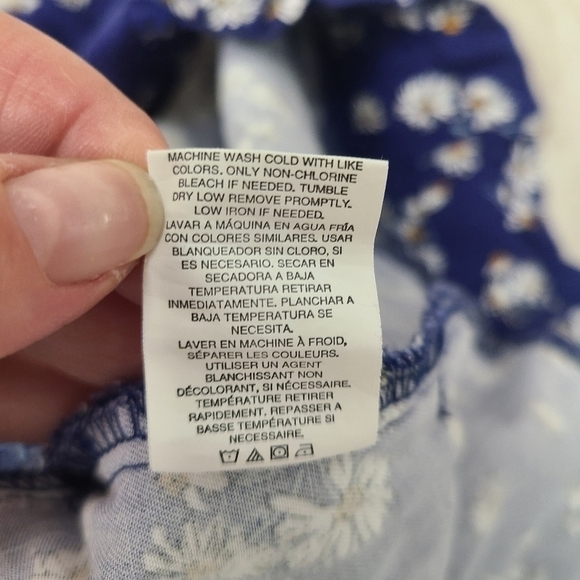 MACHINE WASH COLD WITH LIKE
COLORS. ONLY NON-CHLORINE
BLEACH IF NEEDED. TUMBLE
DRY LOW REMOVE PROMPTLY.
LOW IRON IF NEEDED.
LAVAR A MÁQUINA EN AGUA FRÍA
CON COLORES SIMILARES. USAR
BLANQUEADOR SIN CLORO, SI
ES NECESARIO. SECAR EN
SECADORA A BAJA
TEMPERATURA RETIRAR
INMEDIATAMENTE. PLANCHAR A
BAJA TEMPERATURA SE
NECESITA.
LAVER EN MACHINE À FROID,
SÉPARER LES COULEURS.
UTILISER UN AGENT
BLANCHISSANT NON
DÉCOLORANT, SI NÉCESSAIRE.
TEMPÉRATURE RETIRER
RAPIDEMENT. REPASSER A
BASSE TEMPÉRATURE SI
NECESSAIRE.